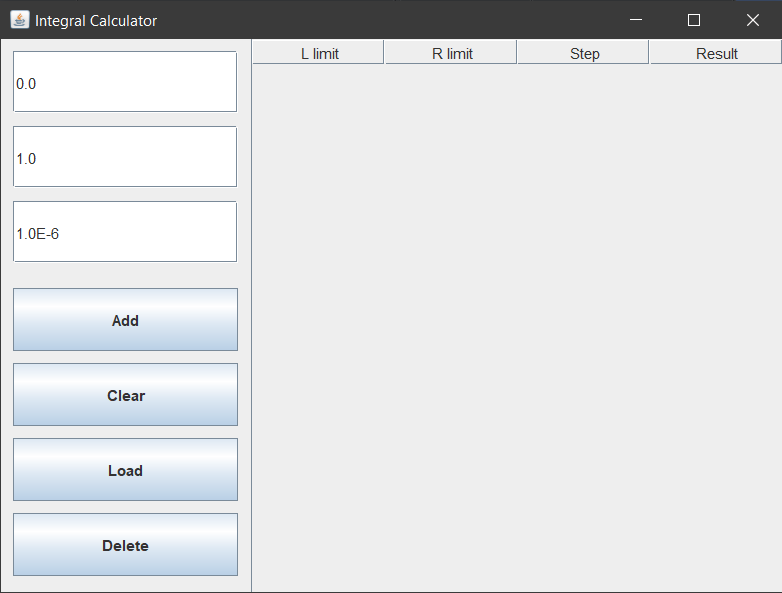 Integral Calculator
0.0
1.0
1.0E-6
Add
Clear
Load
Delete
L limit R limit Step Result